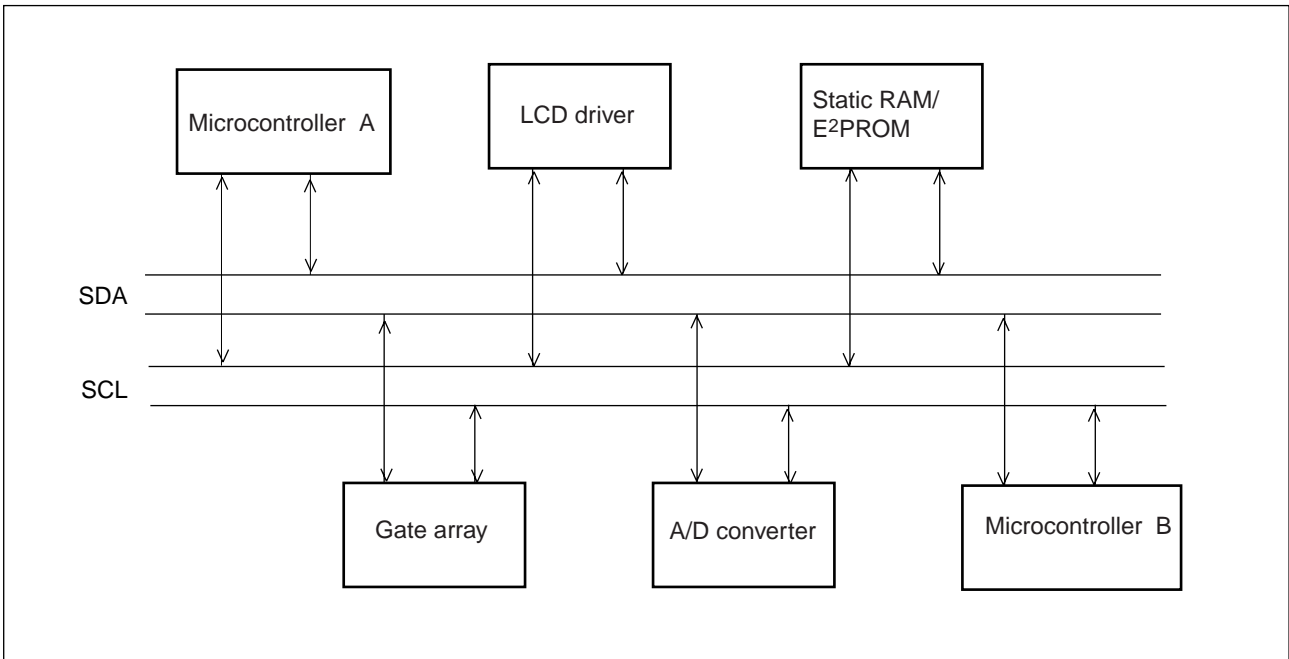 Microcontroller A
LCD driver
Static RAM/
E²PROM
SDA
SCL
Gate array
A/D converter
Microcontroller B